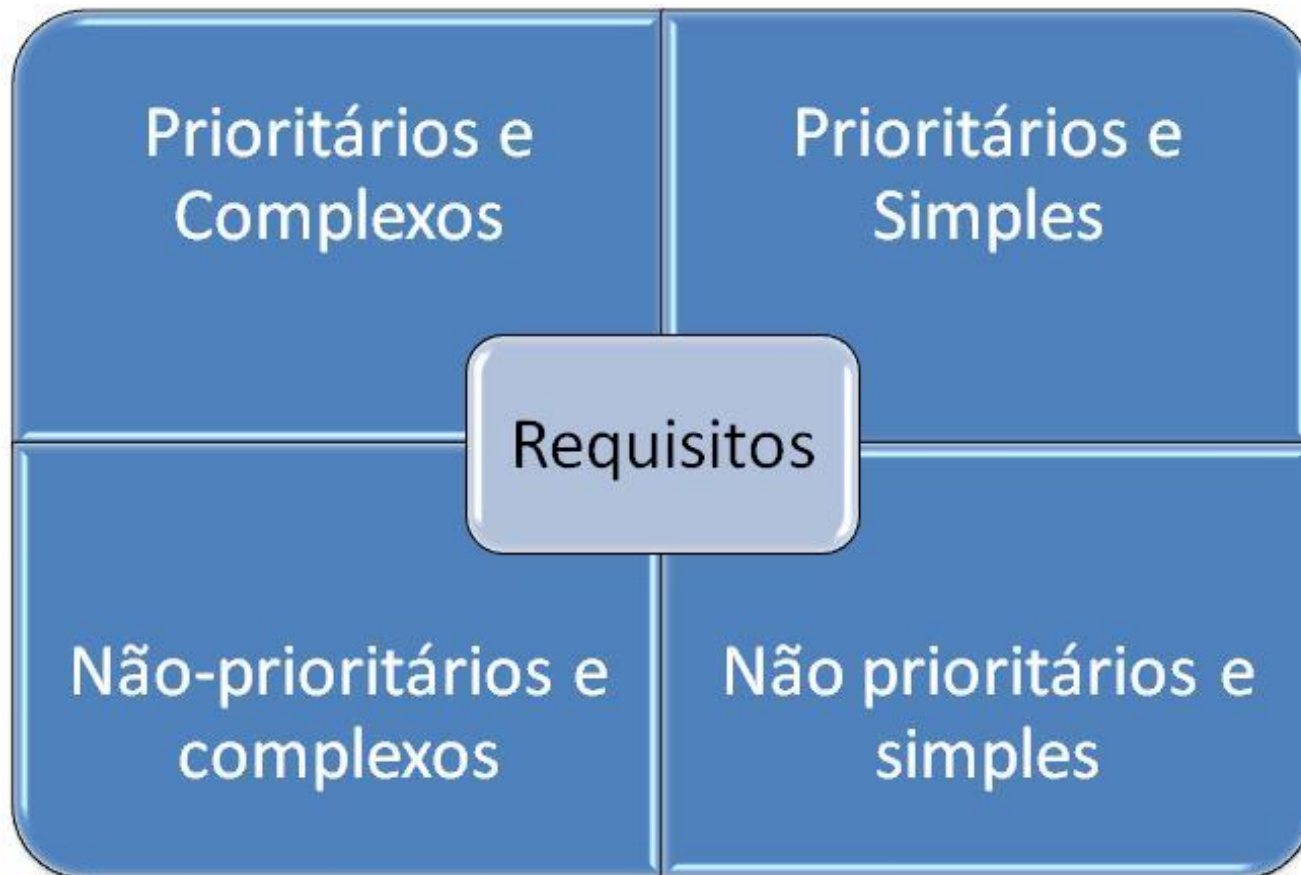 Prioritários e
Complexos
Prioritários e
Simples
Requisitos
Não-prioritários e
complexos
Não prioritários e
simples